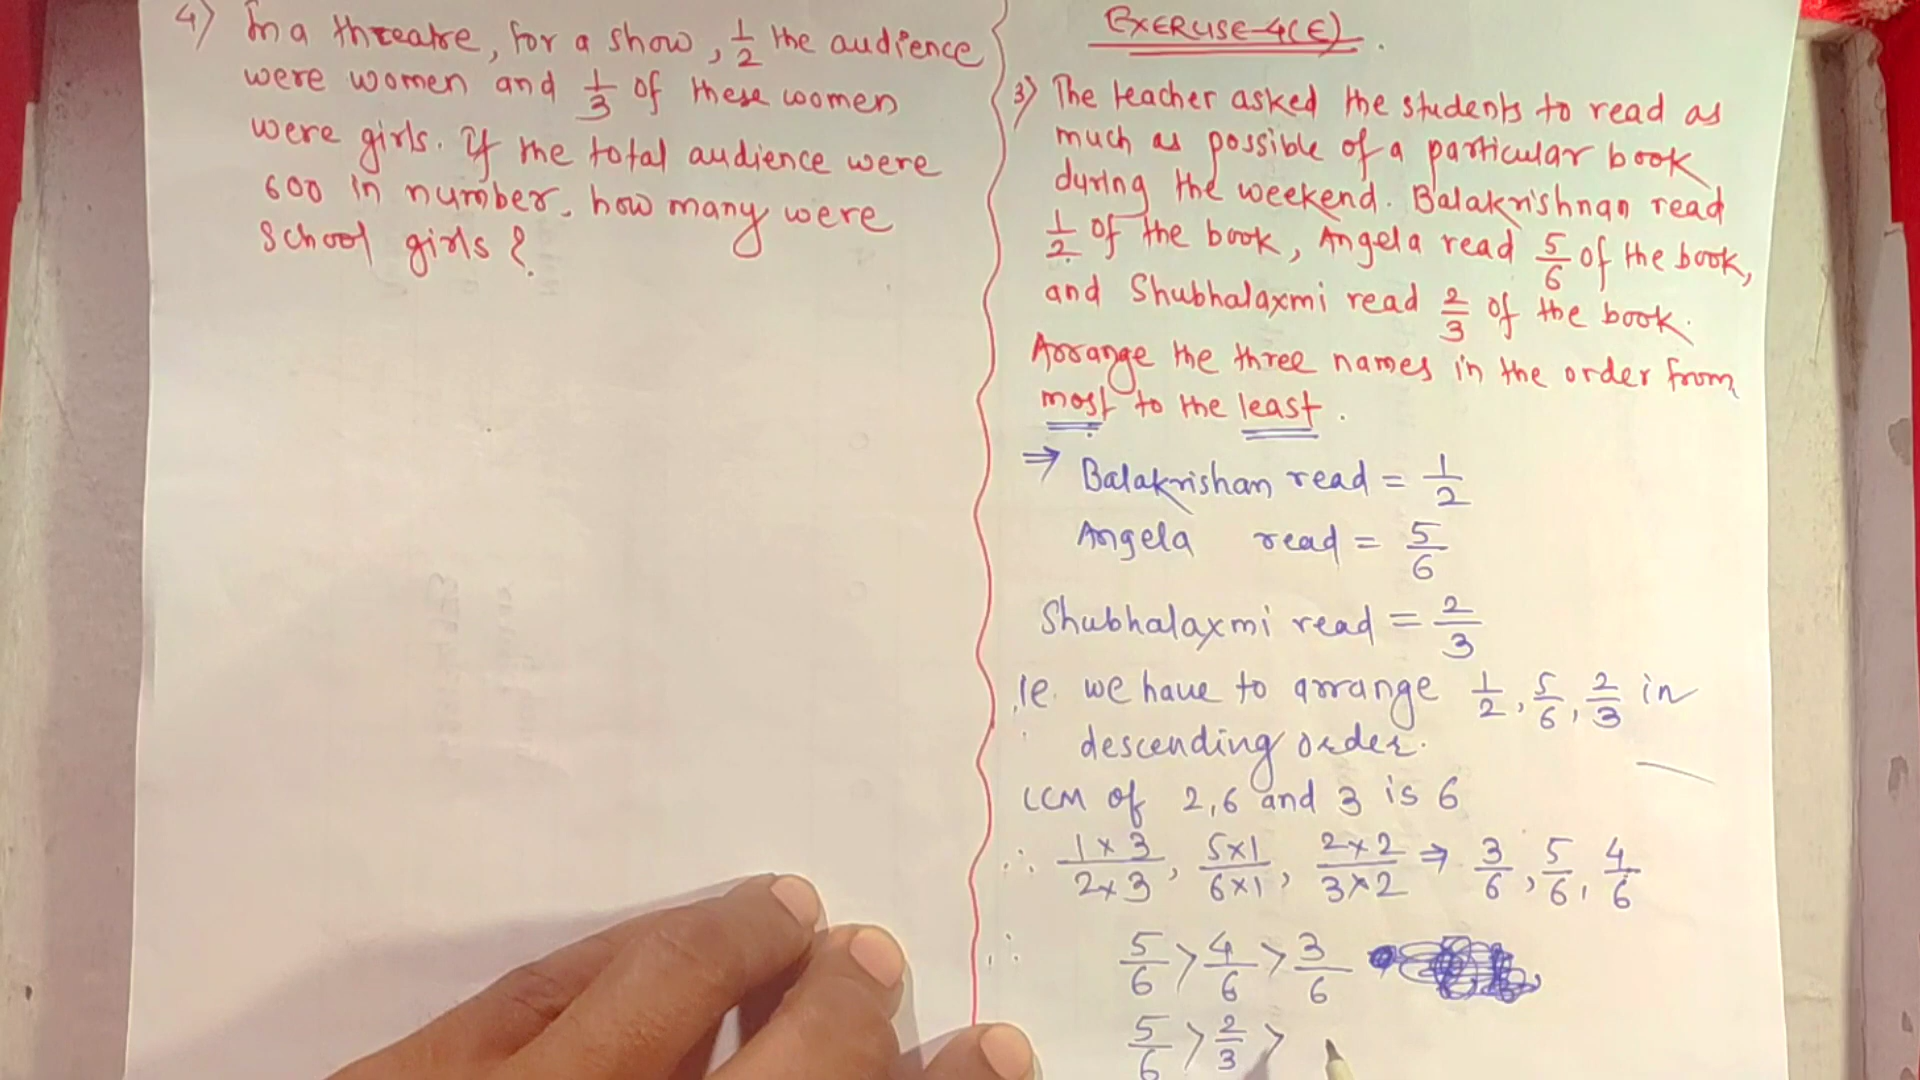 4) In a threatre, for a show, 1/2 the audience
were women and 1/3 of these women
were girls. If the total audience were
600 in number, how many were
School girls?
EXERCISE-4(E).
3) The teacher asked the students to read as
much as possible of a particular book
during the weekend. Balakrishnan read
1/2 of the book, Angela read 5/6 of the book,
and Shubhalaxmi read 2/3 of the book.
Arrange the three names in the order from
most to the least.
⇒ Balakrishan read = 1/2
Angela read = 5/6
Shubhalaxmi read = 2/3
ie. we have to arrange 1/2, 5/6, 2/3 in
descending order.
LCM of 2,6 and 3 is 6
∴ 1×3/2×3, 5×1/6×1, 2×2/3×2 ⇒ 3/6, 5/6, 4/6
∴ 5/6 > 4/6 > 3/6
5/6 > 2/3 >